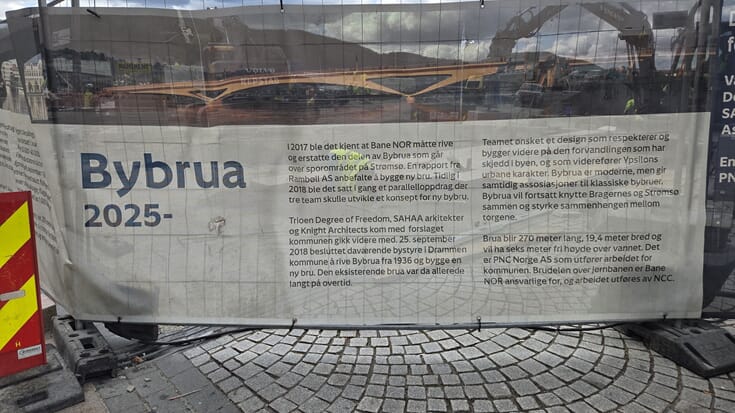 VOLVO
Bybrua
2025-
I 2017 ble det kjent at Bane NOR måtte rive
og erstatte den delen av Bybrua som går
over sporområdet på Strømsø. En rapport fra
Rambøll AS anbefalte å bygge ny bru. Tidlig i
2018 ble det satt i gang et paralleloppdrag der
tre team skulle utvikle et konsept for ny bybru.
Trioen Degree of Freedom, SAHAA arkitekter
og Knight Architects kom med forslaget
kommunen gikk videre med. 25. september
2018 besluttet daværende bystyre i Drammen
kommune å rive Bybrua fra 1936 og bygge en
ny bru. Den eksisterende brua var da allerede
langt på overtid.
Teamet ønsket et design som respekterer og
bygger videre på den forvandlingen som har
skjedd i byen, og som viderefører Ypsilons
urbane karakter. Bybrua er moderne, men gir
samtidig assosiasjoner til klassiske bybruer.
Bybrua vil fortsatt knytte Bragernes og Strømsø
sammen og styrke sammenhengen mellom
torgene.
Brua blir 270 meter lang, 19,4 meter bred og
vil ha seks meter fri høyde over vannet. Det
er PNC Norge AS som utfører arbeidet for
kommunen. Brudelen over jernbanen er Bane
NOR ansvarlige for, og arbeidet utføres av NCC.